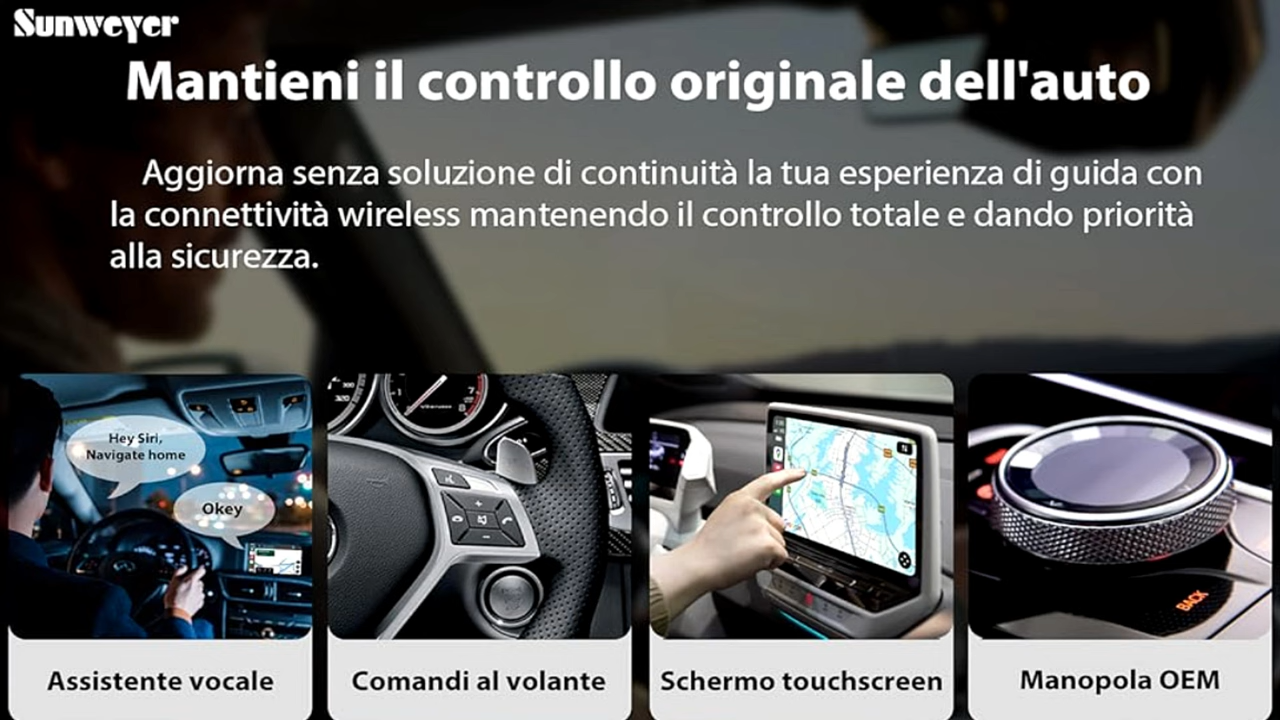 Sunweyer
Mantieni il controllo originale dell'auto
Aggiorna senza soluzione di continuità la tua esperienza di guida con
la connettività wireless mantenendo il controllo totale e dando priorità
alla sicurezza.
Hey Siri,
Navigate home
Okey
BACK
Assistente vocale
Comandi al volante
Schermo touchscreen
Manopola OEM